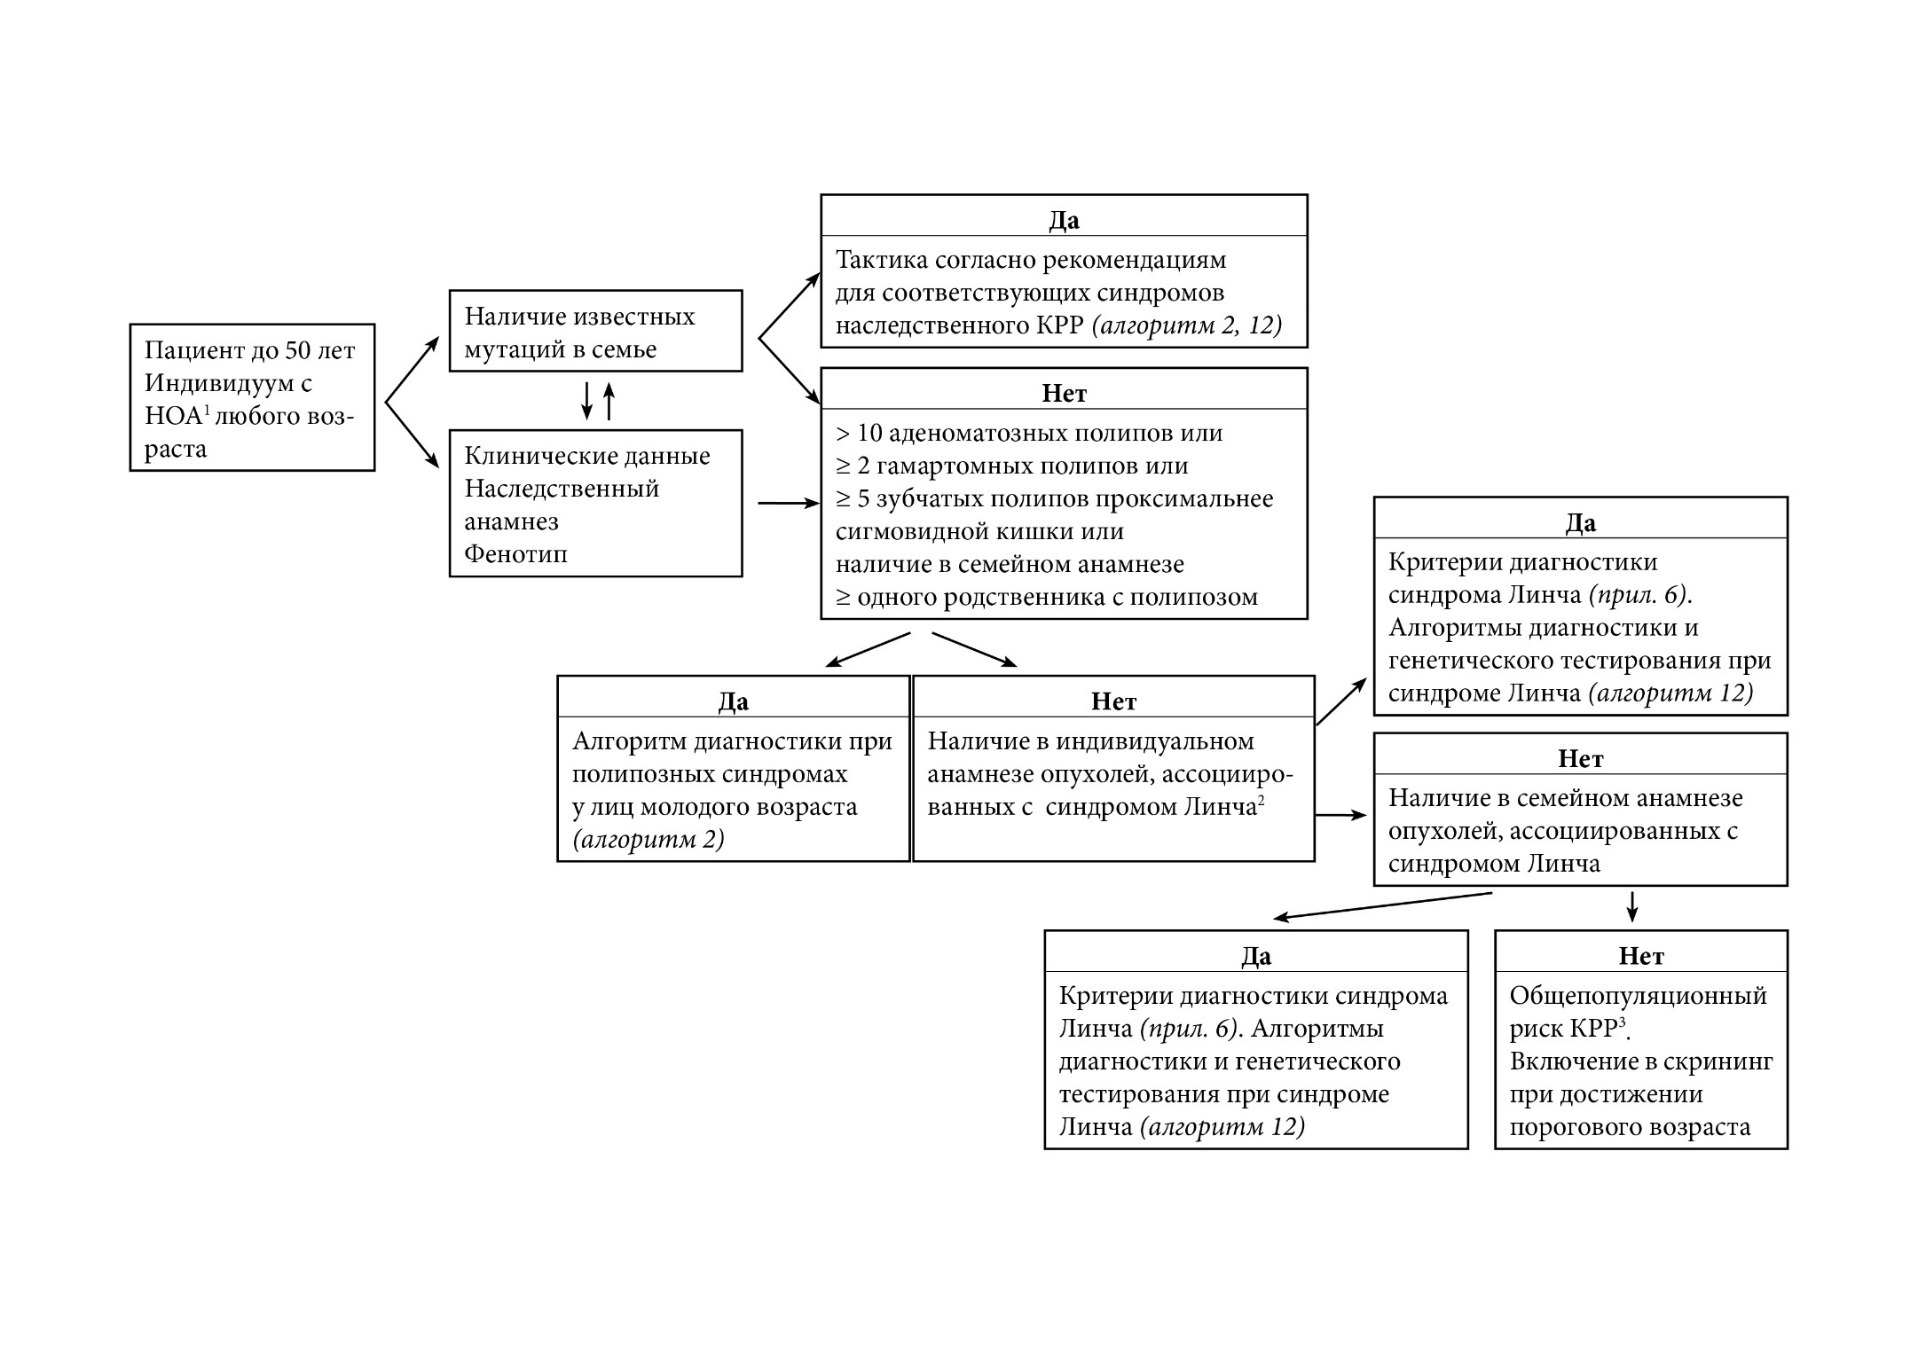 Пациент до 50 лет
Индивидуум с
НОА¹ любого воз-
раста
Наличие известных
мутаций в семье
Клинические данные
Наследственный
анамнез
Фенотип
Да
Тактика согласно рекомендациям
для соответствующих синдромов
наследственного КРР (алгоритм 2, 12)
Нет
> 10 аденоматозных полипов или
≥ 2 гамартомных полипов или
≥ 5 зубчатых полипов проксимальнее
сигмовидной кишки или
наличие в семейном анамнезе
≥ одного родственника с полипозом
Да
Алгоритм диагностики при
полипозных синдромах
у лиц молодого возраста
(алгоритм 2)
Нет
Наличие в индивидуальном
анамнезе опухолей, ассоцииро-
ванных с синдромом Линча²
Да
Критерии диагностики
синдрома Линча (прил. 6).
Алгоритмы диагностики и
генетического тестирования при
синдроме Линча (алгоритм 12)
Нет
Наличие в семейном анамнезе
опухолей, ассоциированных с
синдромом Линча
Да
Критерии диагностики синдрома
Линча (прил. 6). Алгоритмы
диагностики и генетического
тестирования при синдроме
Линча (алгоритм 12)
Нет
Общепопуляционный
риск КРР³.
Включение в скрининг
при достижении
порогового возраста